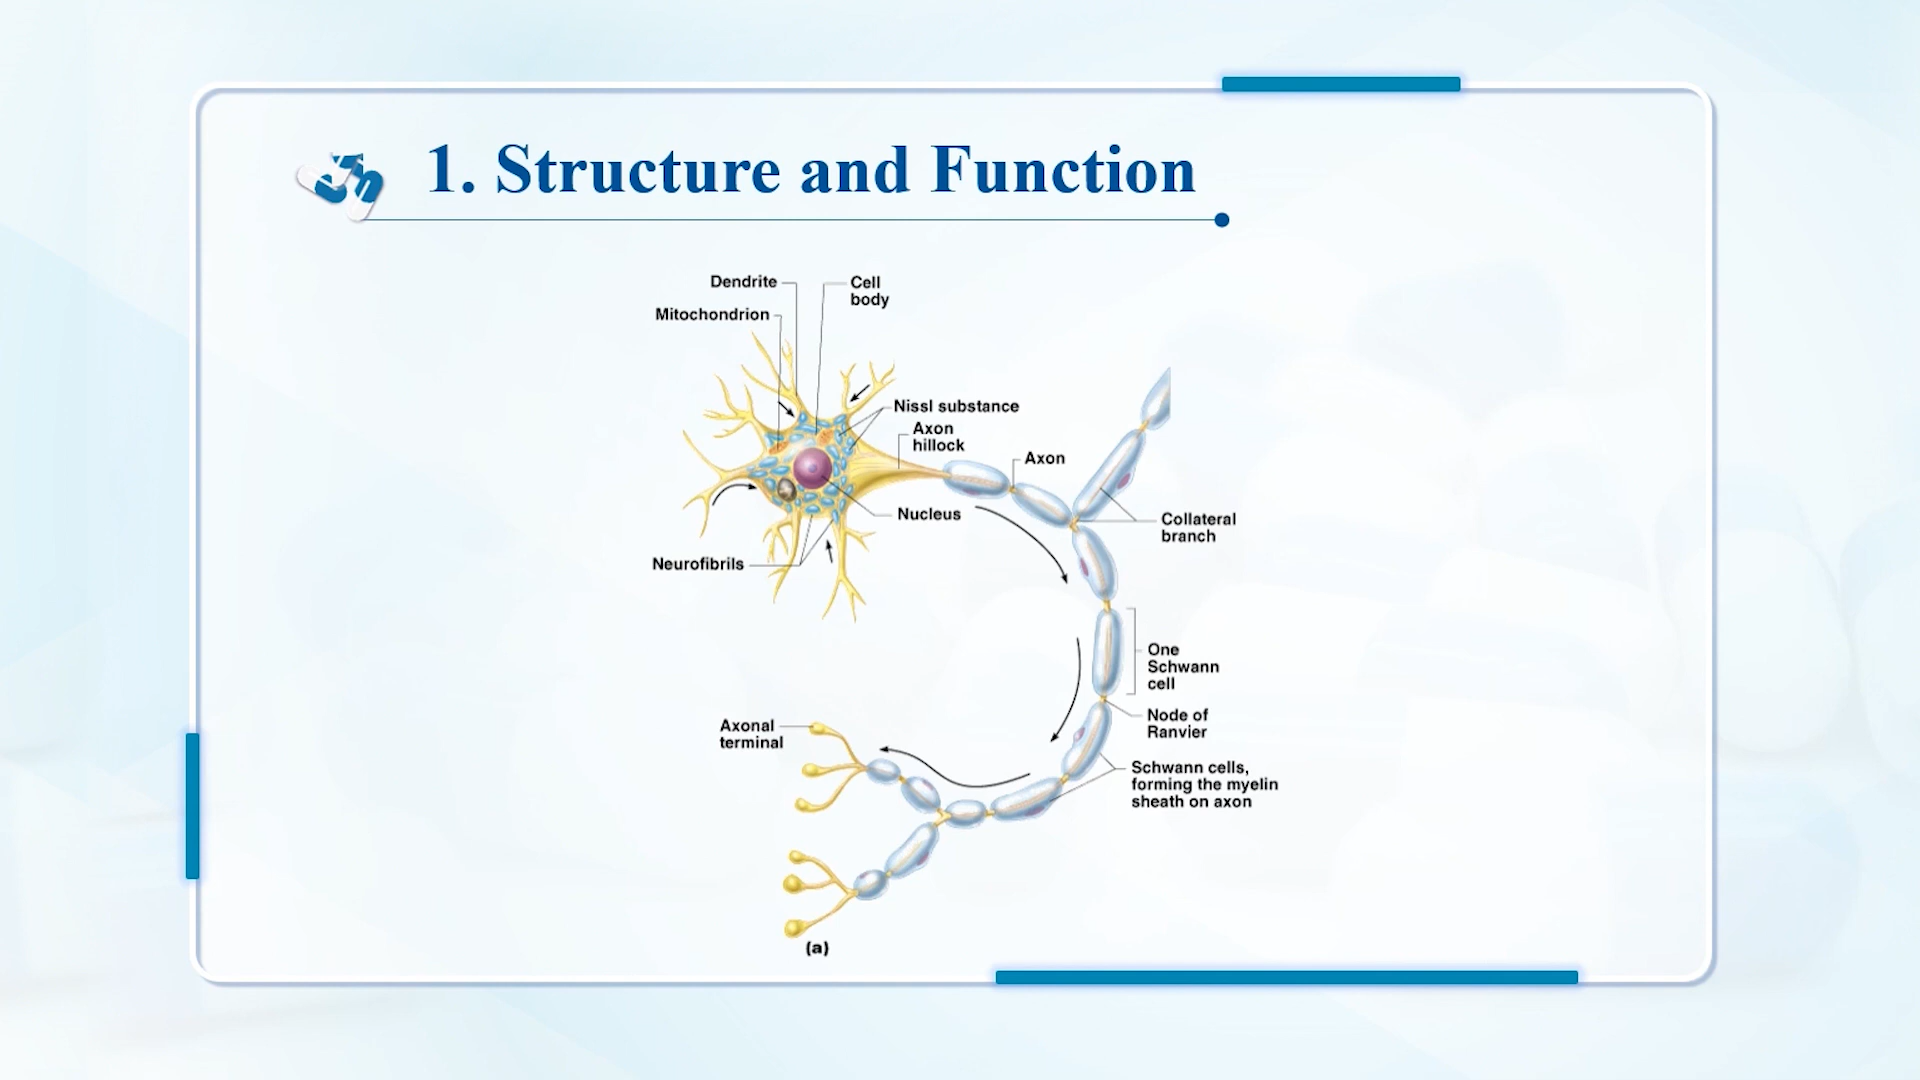 1. Structure and Function
Dendrite
Cell
body
Mitochondrion
Nissl substance
Axon
hillock
Axon
Nucleus
Collateral
branch
Neurofibrils
One
Schwann
cell
Node of
Ranvier
Axonal
terminal
Schwann cells,
forming the myelin
sheath on axon
(a)